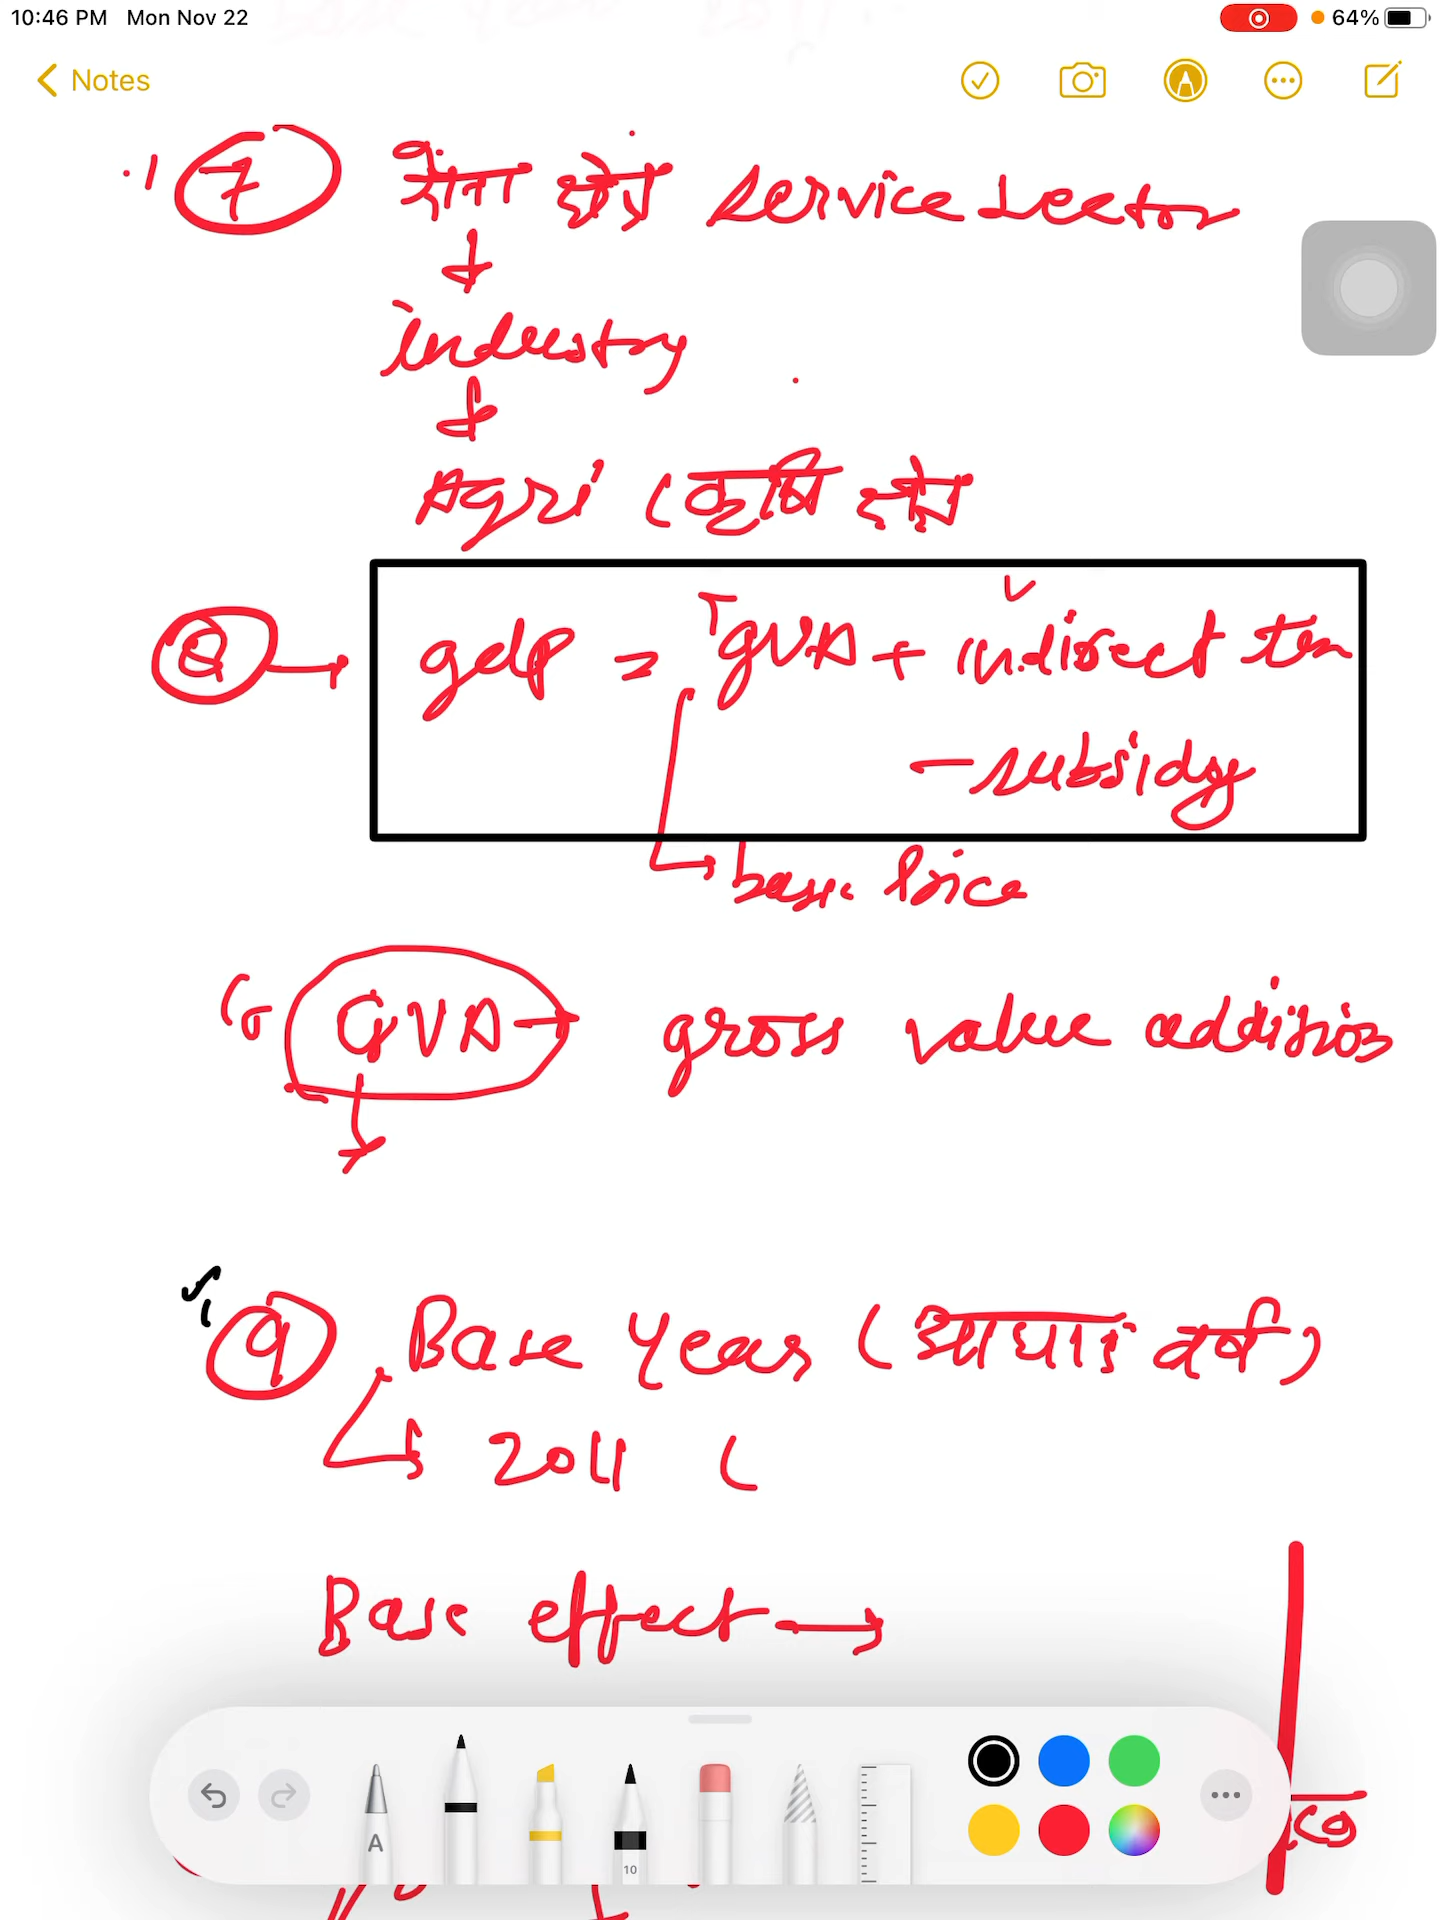 10:46 PM Mon Nov 22
64%
Notes
7 सेवा क्षेत्र service sector
industry
Agri (कृषि क्षेत्र
Q → gdp = gVA + indirect tax
- subsidy
basic price
GVA → gross value addition
9 Base year (आधार वर्ष)
2011 (
Base effect →
A
10